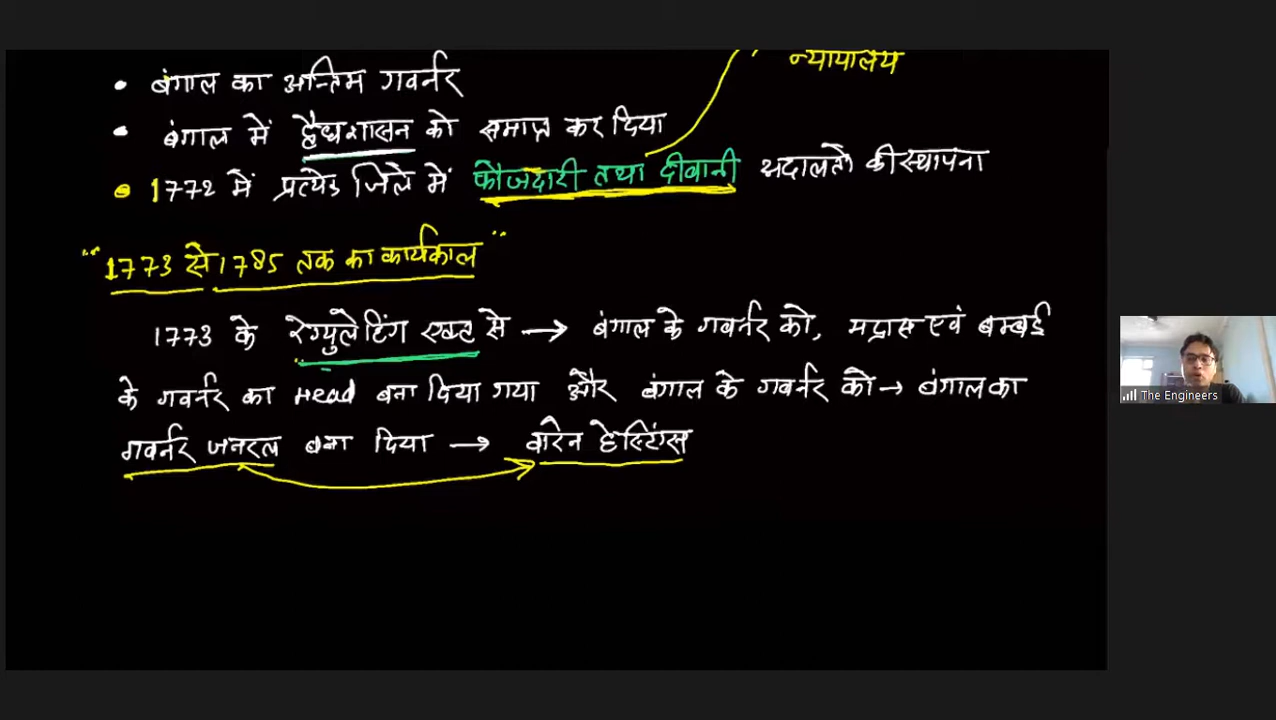 न्यायालय
• बंगाल का अन्तिम गवर्नर
• बंगाल में द्वैधशासन को समाप्त कर दिया
• 1772 में प्रत्येक जिले में फौजदारी तथा दीवानी अदालतो की स्थापना
"1773 से 1785 तक का कार्यकाल"
1773 के रेग्युलेटिंग एक्ट से → बंगाल के गवर्नर को, मद्रास एवं बम्बई
के गवर्नर का Head बना दिया गया और बंगाल के गवर्नर को → बंगाल का
गवर्नर जनरल बना दिया → वारेन हेस्टिंग्स
The Engineers